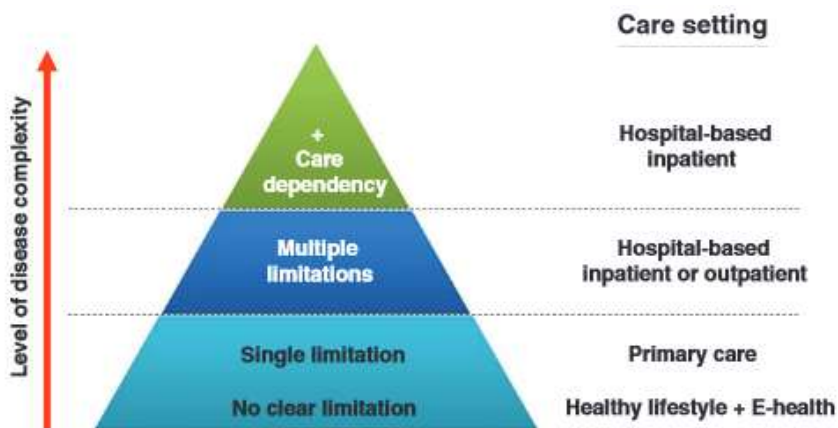 Care setting
Level of disease complexity
+
Care
dependency
Hospital-based
inpatient
Multiple
limitations
Hospital-based
inpatient or outpatient
Single limitation
Primary care
No clear limitation
Healthy lifestyle + E-health